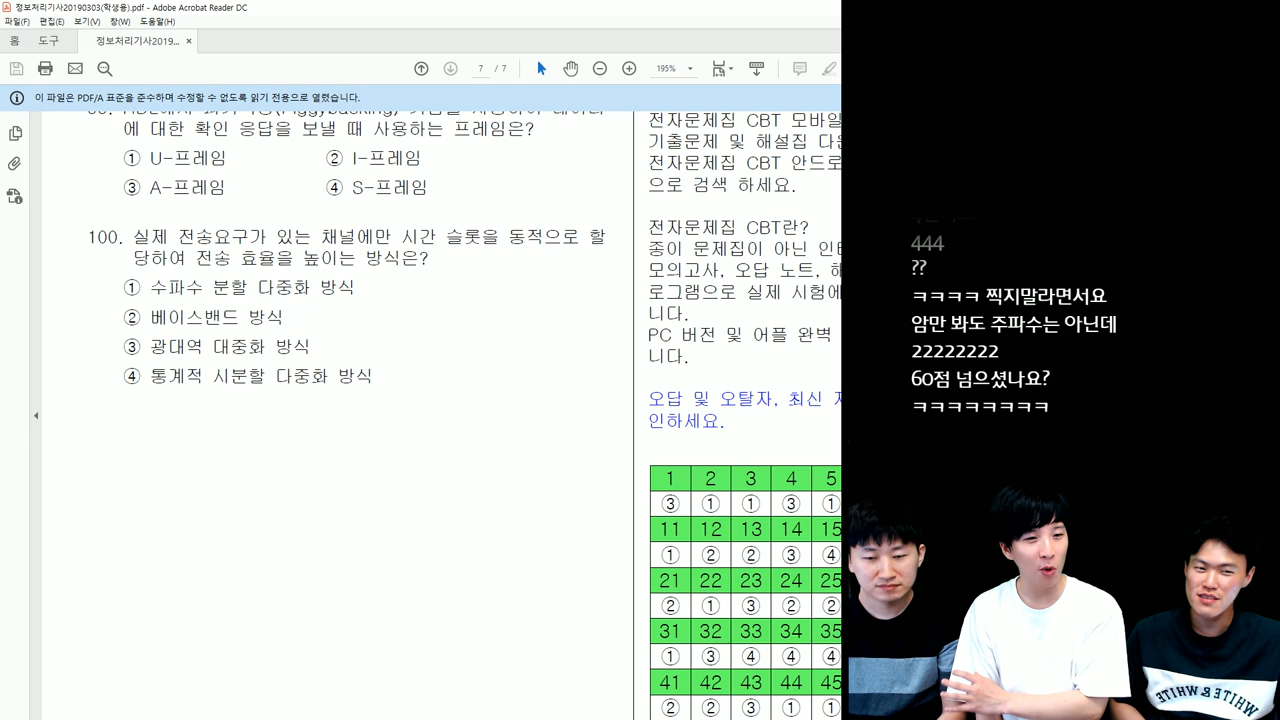 정보처리기사20190303(학생용).pdf - Adobe Acrobat Reader DC
파일(F) 편집(E) 보기(V) 창(W) 도움말(H)
홈 도구 정보처리기사2019... ×
7 / 7 195%
이 파일은 PDF/A 표준을 준수하며 수정할 수 없도록 읽기 전용으로 열렸습니다.
에 대한 확인 응답을 보낼 때 사용하는 프레임은?
① U-프레임 ② I-프레임
③ A-프레임 ④ S-프레임
100. 실제 전송요구가 있는 채널에만 시간 슬롯을 동적으로 할
당하여 전송 효율을 높이는 방식은?
① 수파수 분할 다중화 방식
② 베이스밴드 방식
③ 광대역 대중화 방식
④ 통계적 시분할 다중화 방식
전자문제집 CBT 모바일
기출문제 및 해설집 다운
전자문제집 CBT 안드로
으로 검색 하세요.
전자문제집 CBT란?
종이 문제집이 아닌 인터
모의고사, 오답 노트, 해
로그램으로 실제 시험에
니다.
PC 버전 및 어플 완벽
니다.
오답 및 오탈자, 최신 자
인하세요.
1 2 3 4 5
③ ① ① ③ ①
11 12 13 14 15
① ② ② ③ ④
21 22 23 24 25
② ① ③ ② ②
31 32 33 34 35
① ③ ④ ④ ④
41 42 43 44 45
② ② ③ ① ①
444
??
ㅋㅋㅋㅋ 찍지말라면서요
암만 봐도 주파수는 아닌데
22222222
60점 넘으셨나요?
ㅋㅋㅋㅋㅋㅋㅋㅋ
WHITE & WHITE